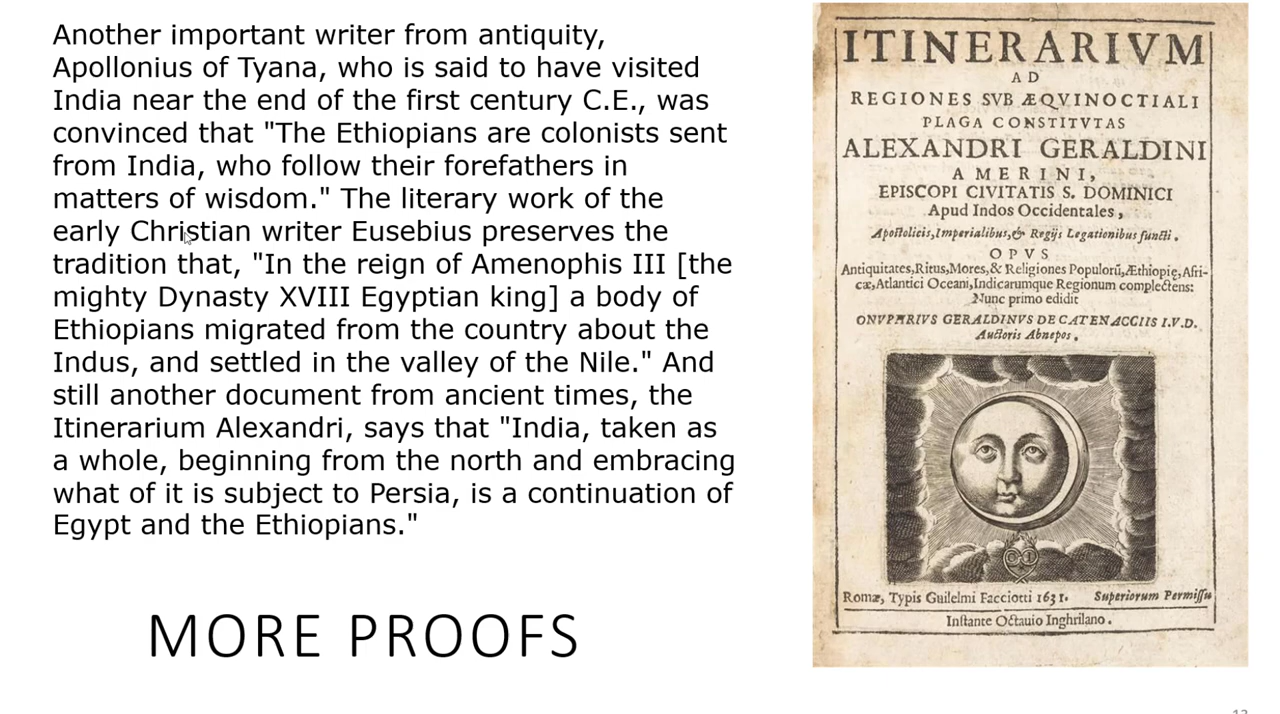 Another important writer from antiquity,
Apollonius of Tyana, who is said to have visited
India near the end of the first century C.E., was
convinced that "The Ethiopians are colonists sent
from India, who follow their forefathers in
matters of wisdom." The literary work of the
early Christian writer Eusebius preserves the
tradition that, "In the reign of Amenophis III [the
mighty Dynasty XVIII Egyptian king] a body of
Ethiopians migrated from the country about the
Indus, and settled in the valley of the Nile." And
still another document from ancient times, the
Itinerarium Alexandri, says that "India, taken as
a whole, beginning from the north and embracing
what of it is subject to Persia, is a continuation of
Egypt and the Ethiopians."
MORE PROOFS
ITINERARIVM
AD
REGIONES SVB ÆQVINOCTIALI
PLAGA CONSTITVTAS
ALEXANDRI GERALDINI
AMERINI,
EPISCOPI CIVITATIS S. DOMINICI
Apud Indos Occidentales,
Apostolicis, Imperialibus, & Regijs Legationibus functi.
OPVS
Antiquitates, Ritus, Mores, & Religiones Populorũ, Æthiopię, Afri-
cæ, Atlantici Oceani, Indicarumque Regionum complectens:
Nunc primo edidit
ONVPHRIVS GERALDINVS DE CATENACCIIS I.V.D.
Auctoris Abnepos.
Romæ, Typis Guilelmi Facciotti 1631. Superiorum Permissu
Instante Octauio Inghrilano.